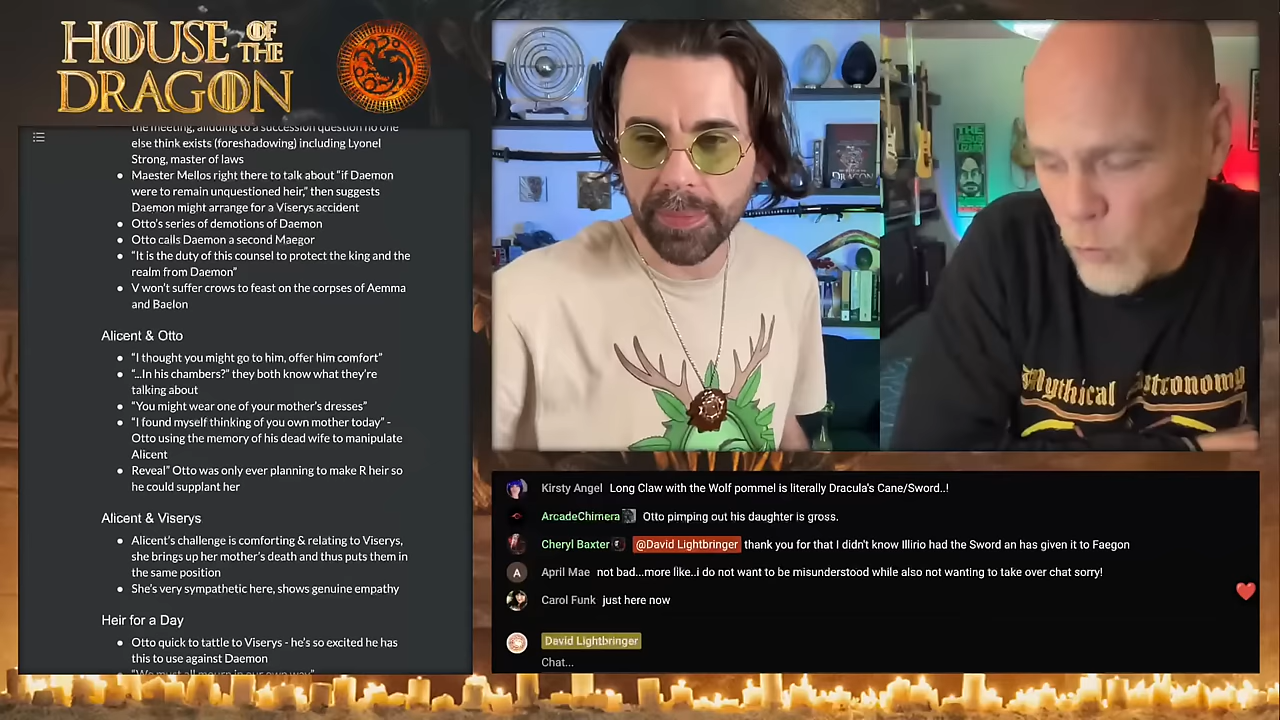 HOUSE OF THE
DRAGON
the meeting, alluding to a succession question no one
else think exists (foreshadowing) including Lyonel
Strong, master of laws
Maester Mellos right there to talk about “if Daemon
were to remain unquestioned heir,” then suggests
Daemon might arrange for a Viserys accident
Otto's series of demotions of Daemon
Otto calls Daemon a second Maegor
“It is the duty of this counsel to protect the king and the
realm from Daemon”
V won't suffer crows to feast on the corpses of Aemma
and Baelon
Alicent & Otto
“I thought you might go to him, offer him comfort”
“...In his chambers?” they both know what they're
talking about
“You might wear one of your mother's dresses”
“I found myself thinking of you own mother today” -
Otto using the memory of his dead wife to manipulate
Alicent
Reveal” Otto was only ever planning to make R heir so
he could supplant her
Alicent & Viserys
Alicent's challenge is comforting & relating to Viserys,
she brings up her mother's death and thus puts them in
the same position
She's very sympathetic here, shows genuine empathy
Heir for a Day
Otto quick to tattle to Viserys - he's so excited he has
this to use against Daemon
“We must all mourn in our own way”
DRAGON
THE
JESUS
LIZARD
Mythical Astronomy
Kirsty Angel Long Claw with the Wolf pommel is literally Dracula's Cane/Sword..!
ArcadeChimera Otto pimping out his daughter is gross.
Cheryl Baxter @David Lightbringer thank you for that I didn't know Illirio had the Sword an has given it to Faegon
A April Mae not bad...more like..i do not want to be misunderstood while also not wanting to take over chat sorry!
Carol Funk just here now
David Lightbringer
Chat...